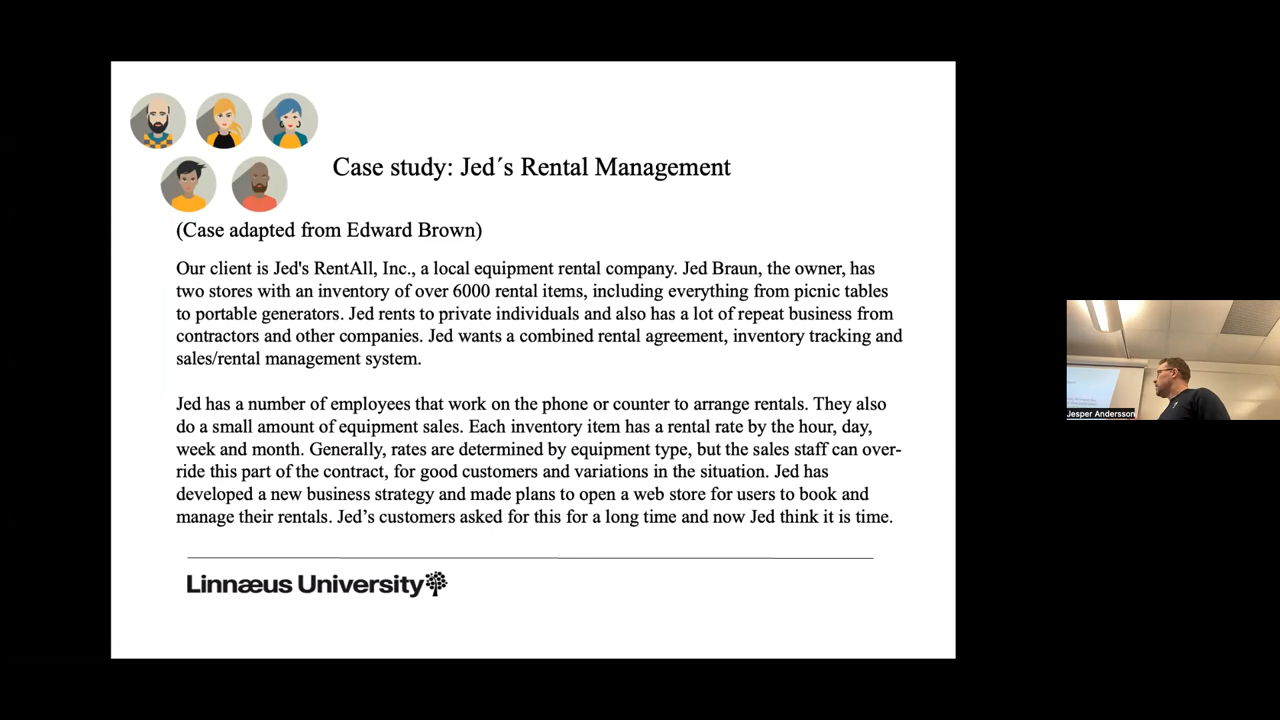 Case study: Jed´s Rental Management
(Case adapted from Edward Brown)
Our client is Jed's RentAll, Inc., a local equipment rental company. Jed Braun, the owner, has
two stores with an inventory of over 6000 rental items, including everything from picnic tables
to portable generators. Jed rents to private individuals and also has a lot of repeat business from
contractors and other companies. Jed wants a combined rental agreement, inventory tracking and
sales/rental management system.
Jed has a number of employees that work on the phone or counter to arrange rentals. They also
do a small amount of equipment sales. Each inventory item has a rental rate by the hour, day,
week and month. Generally, rates are determined by equipment type, but the sales staff can over-
ride this part of the contract, for good customers and variations in the situation. Jed has
developed a new business strategy and made plans to open a web store for users to book and
manage their rentals. Jed’s customers asked for this for a long time and now Jed think it is time.
Linnæus University
Jesper Andersson